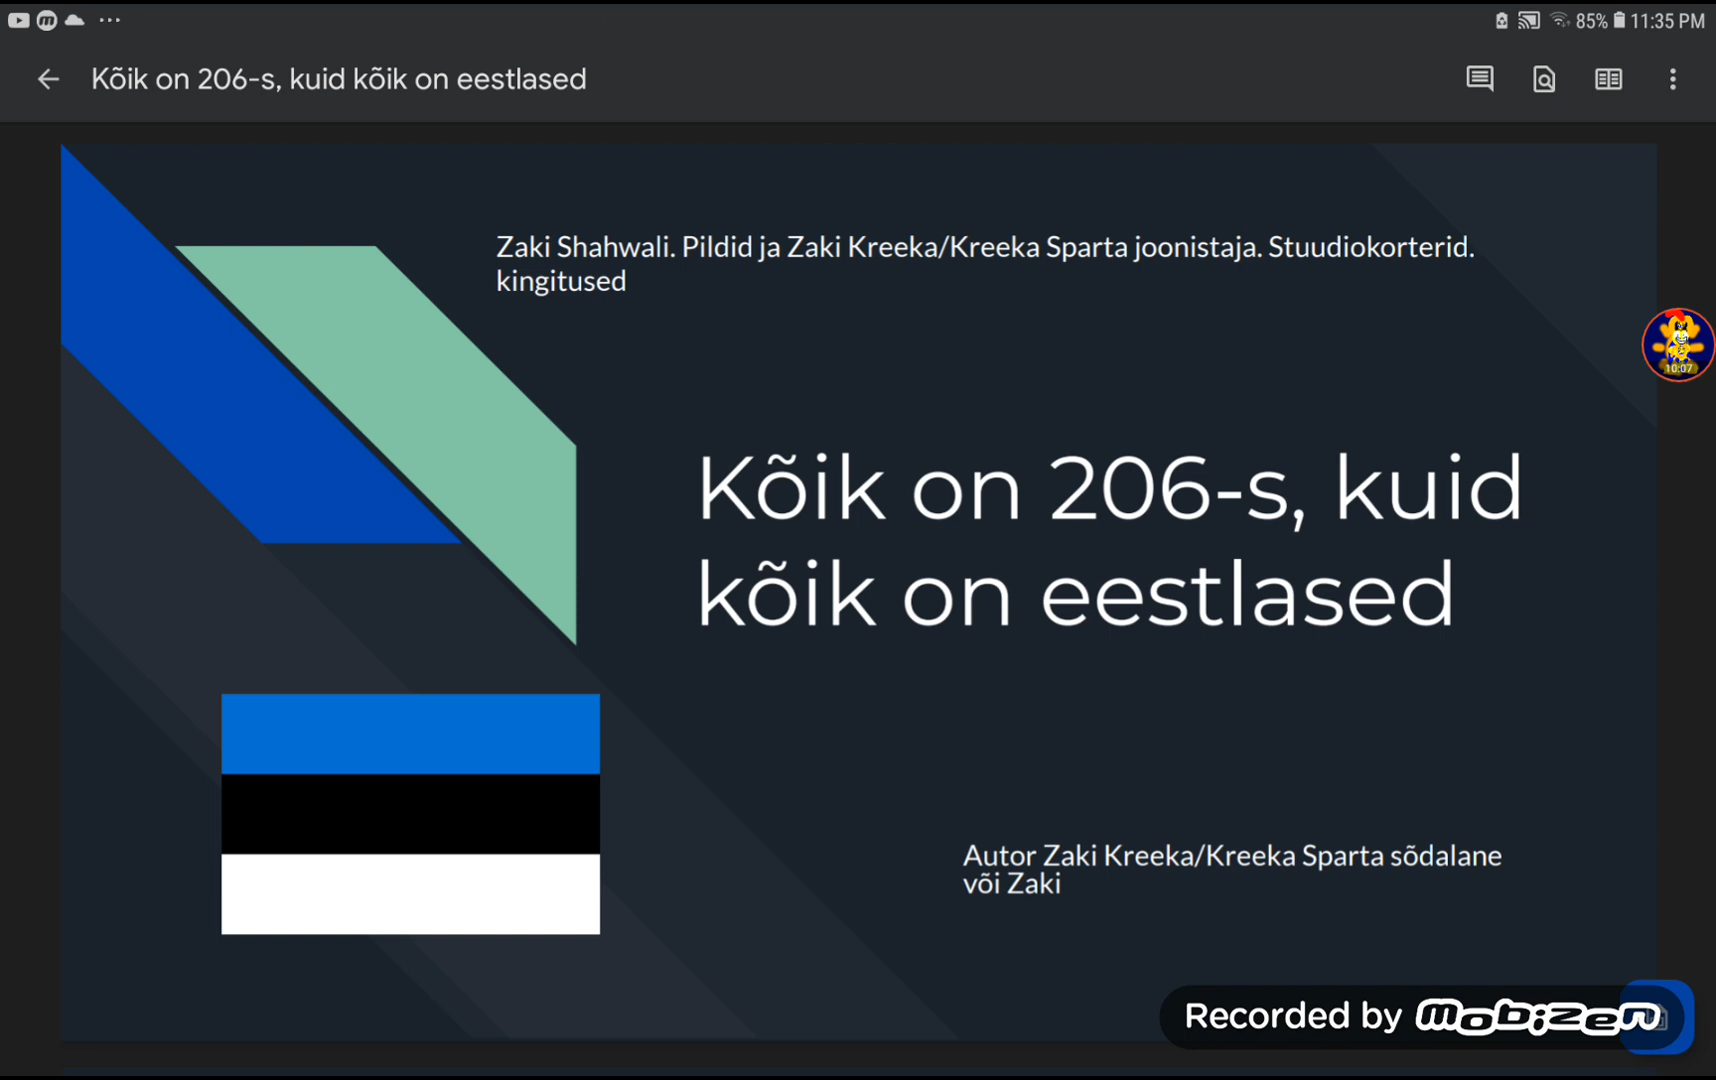 85% 11:35 PM
Kõik on 206-s, kuid kõik on eestlased
Zaki Shahwali. Pildid ja Zaki Kreeka/Kreeka Sparta joonistaja. Stuudiokorterid.
kingitused
10:07
Kõik on 206-s, kuid
kõik on eestlased
Autor Zaki Kreeka/Kreeka Sparta sõdalane
või Zaki
Recorded by Mobizen